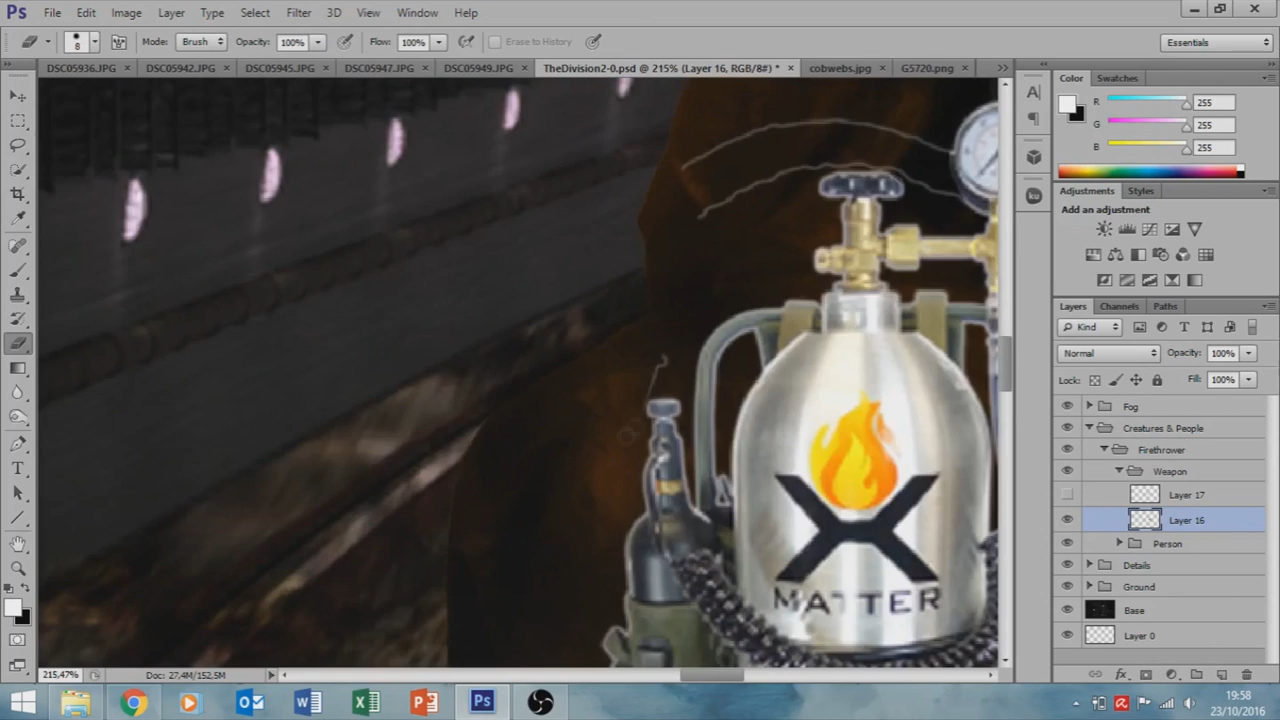 Ps File Edit Image Layer Type Select Filter 3D View Window Help
8 Mode: Brush Opacity: 100% Flow: 100% Erase to History Essentials
DSC05936.JPG × DSC05942.JPG × DSC05945.JPG × DSC05947.JPG × DSC05949.JPG × TheDivision2-0.psd @ 215% (Layer 16, RGB/8#) * × cobwebs.jpg × G5720.png ×
Color Swatches
R 255
G 255
B 255
Adjustments Styles
Add an adjustment
Layers Channels Paths
Kind
Normal Opacity: 100%
Lock: Fill: 100%
Fog
Creatures & People
Firethrower
Weapon
Layer 17
Layer 16
Person
Details
Ground
Base
Layer 0
X
MATTER
215,47% Doc: 27,4M/152,5M
19:58
23/10/2016